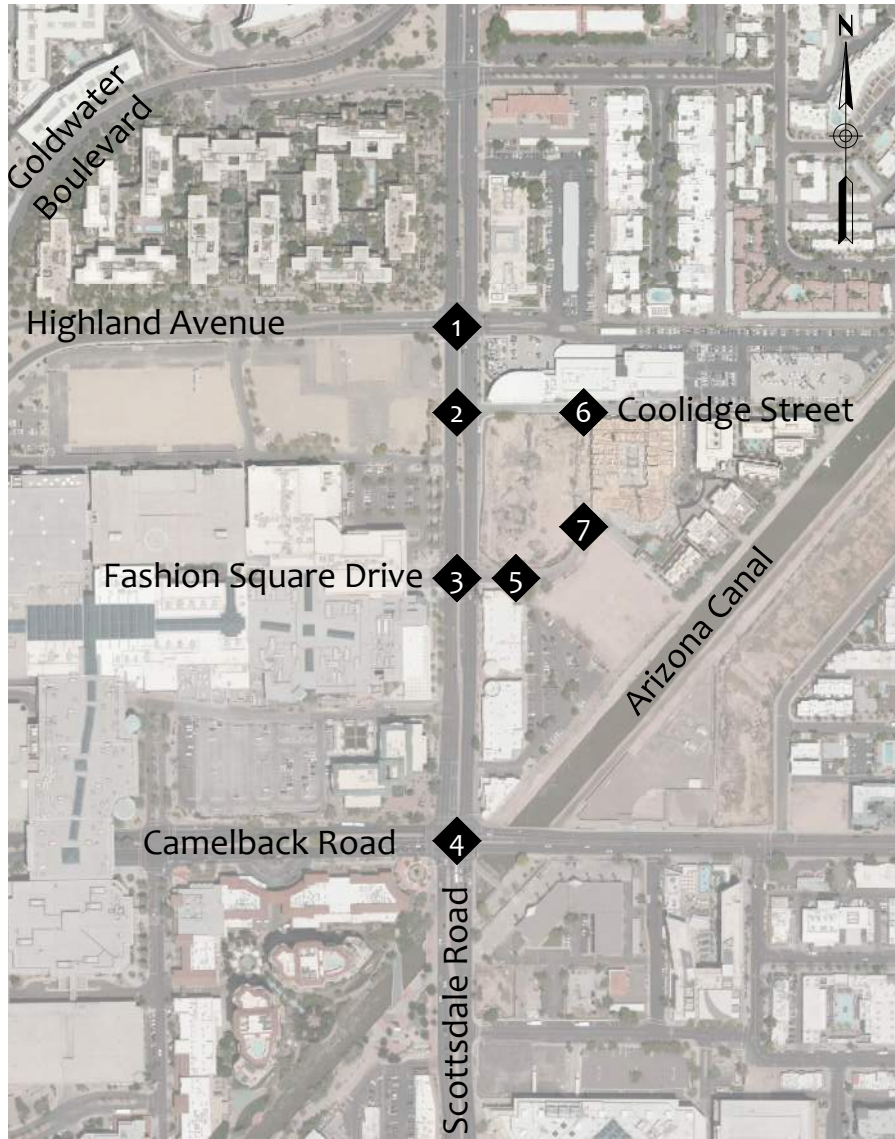 N
Goldwater
Boulevard
Highland Avenue
1
2
6
Coolidge Street
7
Fashion Square Drive
3
5
Arizona Canal
Camelback Road
4
Scottsdale Road